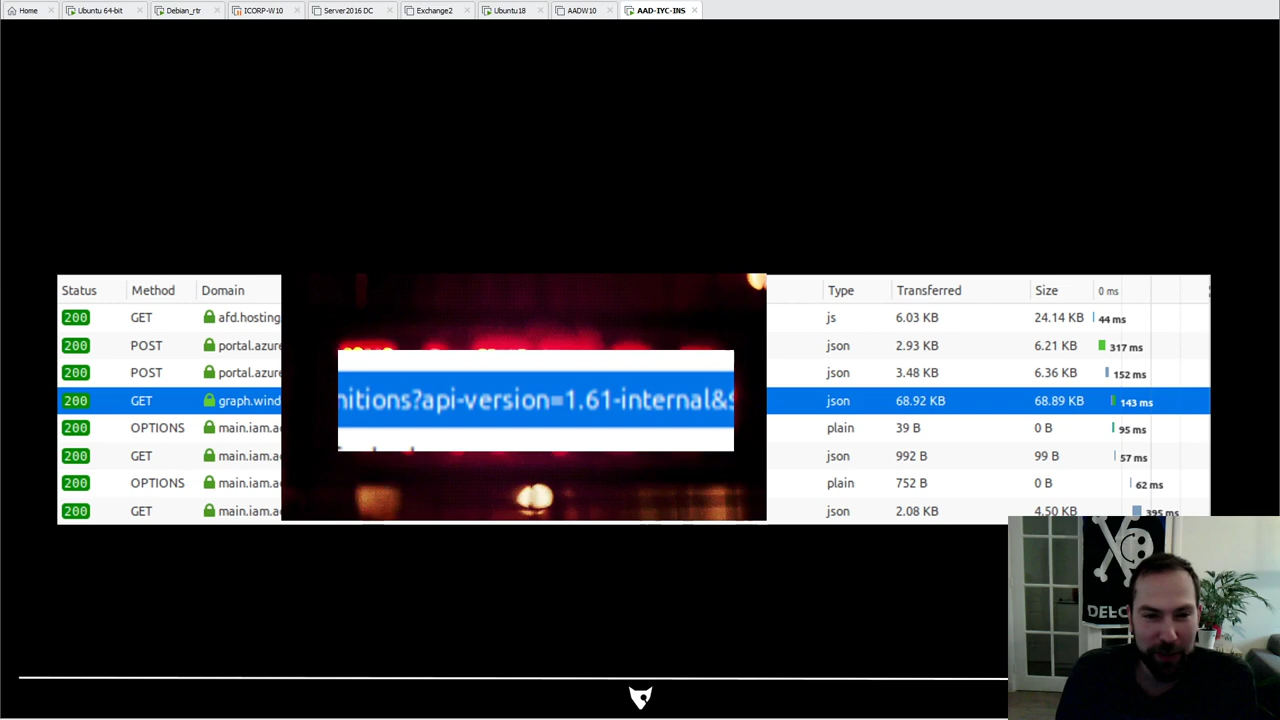 Home Ubuntu 64-bit Debian_rtr ICORP-W10 Server2016 DC Exchange2 Ubuntu18 AADW10 AAD-IYC-INS
Status Method Domain Type Transferred Size 0 ms
200 GET afd.hosting js 6.03 KB 24.14 KB 44 ms
200 POST portal.azure json 2.93 KB 6.21 KB 317 ms
200 POST portal.azure json 3.48 KB 6.36 KB 152 ms
200 GET graph.wind nitions?api-version=1.61-internal& json 68.92 KB 68.89 KB 143 ms
200 OPTIONS main.iam.a plain 39 B 0 B 95 ms
200 GET main.iam.a json 992 B 99 B 57 ms
200 OPTIONS main.iam.a plain 752 B 0 B 62 ms
200 GET main.iam.a json 2.08 KB 4.50 KB 395 ms